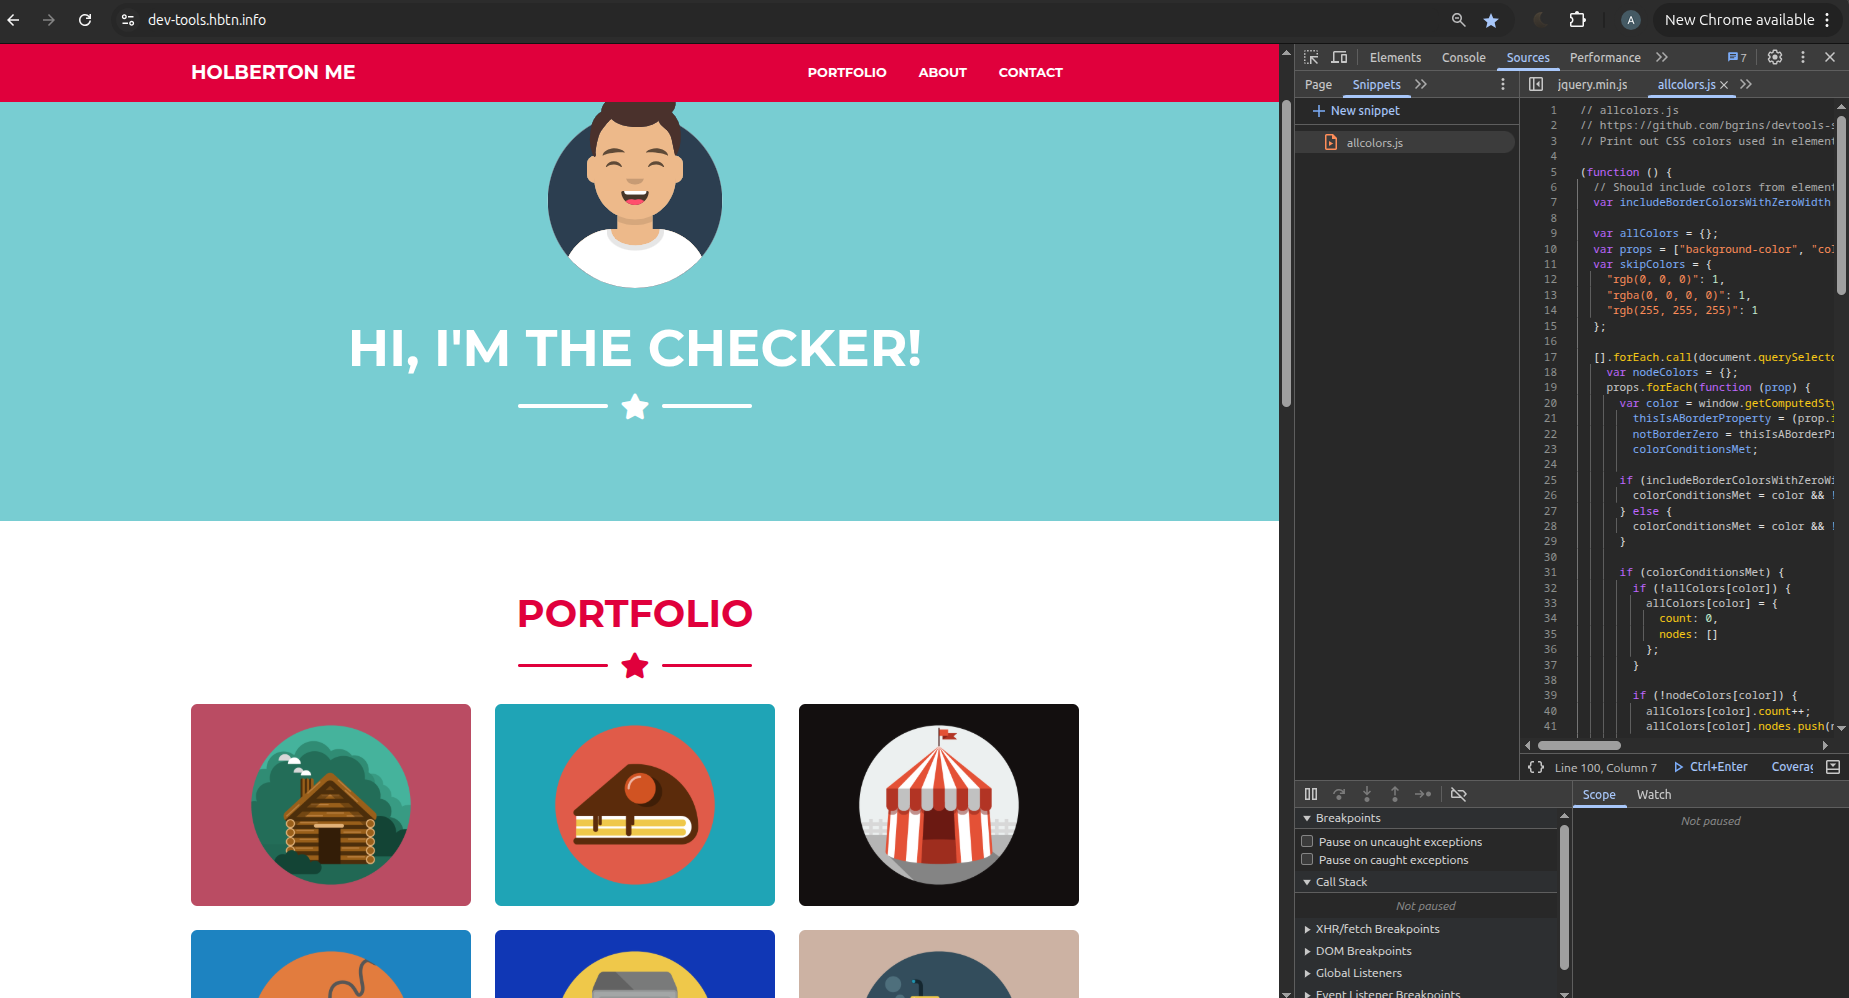 dev-tools.hbtn.info
A
New Chrome available
HOLBERTON ME
PORTFOLIO
ABOUT
CONTACT
HI, I'M THE CHECKER!
PORTFOLIO
Elements
Console
Sources
Performance
7
Page
Snippets
New snippet
allcolors.js
jquery.min.js
allcolors.js
1 // allcolors.js
2 // https://github.com/bgrins/devtools-s
3 // Print out CSS colors used in element
4
5 (function () {
6 // Should include colors from element
7 var includeBorderColorsWithZeroWidth
8
9 var allColors = {};
10 var props = ["background-color", "col
11 var skipColors = {
12 "rgb(0, 0, 0)": 1,
13 "rgba(0, 0, 0, 0)": 1,
14 "rgb(255, 255, 255)": 1
15 };
16
17 [].forEach.call(document.querySelecto
18 var nodeColors = {};
19 props.forEach(function (prop) {
20 var color = window.getComputedSty
21 thisIsABorderProperty = (prop.i
22 notBorderZero = thisIsABorderPr
23 colorConditionsMet;
24
25 if (includeBorderColorsWithZeroWi
26 colorConditionsMet = color && !
27 } else {
28 colorConditionsMet = color && !
29 }
30
31 if (colorConditionsMet) {
32 if (!allColors[color]) {
33 allColors[color] = {
34 count: 0,
35 nodes: []
36 };
37 }
38
39 if (!nodeColors[color]) {
40 allColors[color].count++;
41 allColors[color].nodes.push(n
{} Line 100, Column 7
Ctrl+Enter
Coverag
Scope
Watch
Not paused
Breakpoints
Pause on uncaught exceptions
Pause on caught exceptions
Call Stack
Not paused
XHR/fetch Breakpoints
DOM Breakpoints
Global Listeners
Event Listener Breakpoints